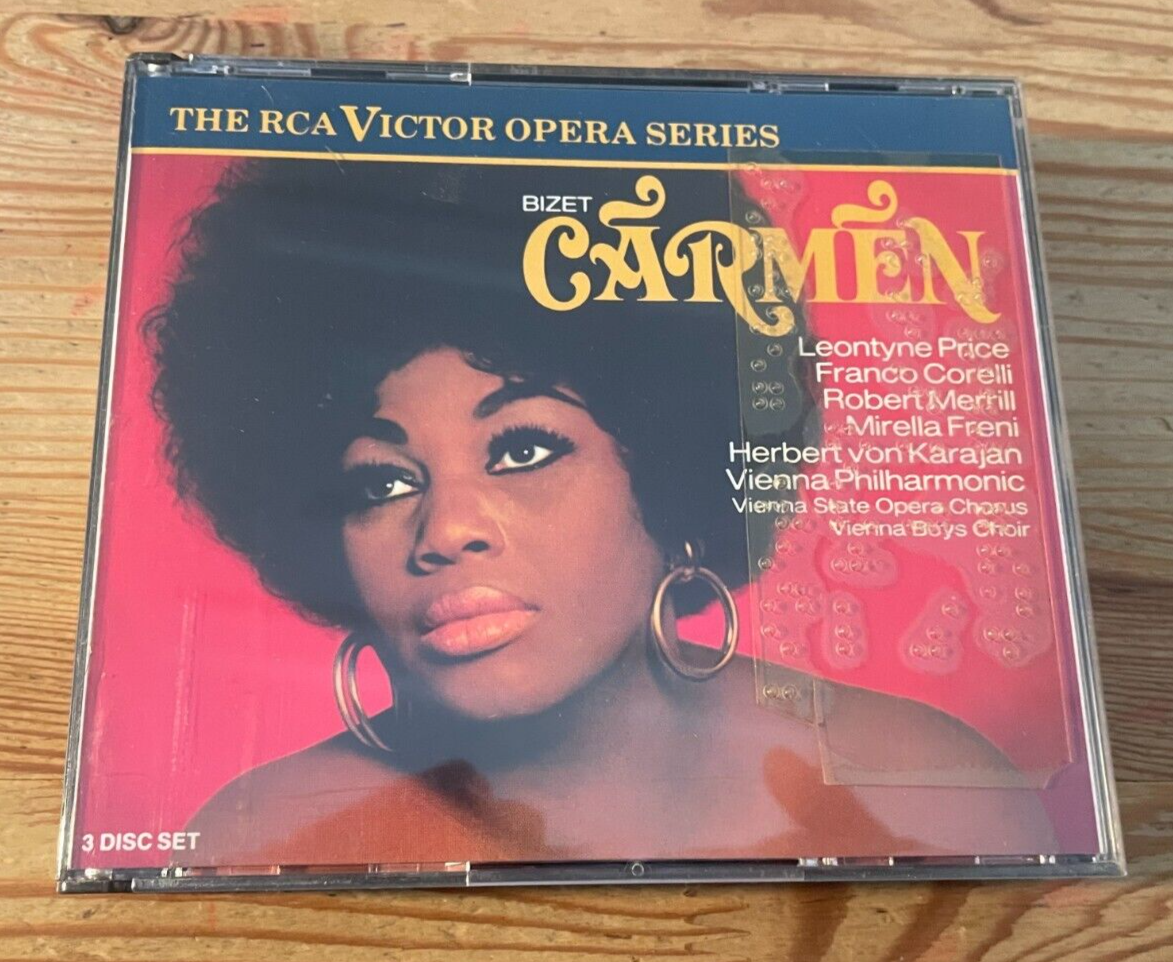 THE RCA VICTOR OPERA SERIES
BIZET
CARMEN
Leontyne Price
Franco Corelli
Robert Merrill
Mirella Freni
Herbert von Karajan
Vienna Philharmonic
Vienna State Opera Chorus
Vienna Boys Choir
3 DISC SET